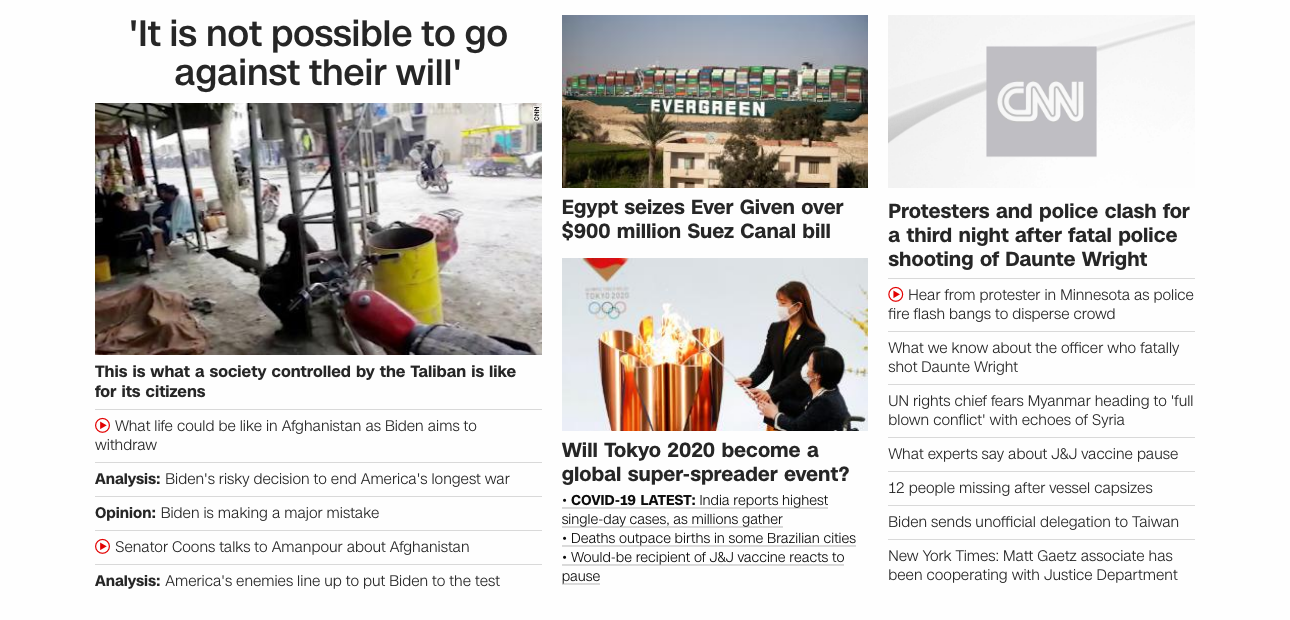 'It is not possible to go
against their will'
CNN
This is what a society controlled by the Taliban is like
for its citizens
What life could be like in Afghanistan as Biden aims to
withdraw
Analysis: Biden's risky decision to end America's longest war
Opinion: Biden is making a major mistake
Senator Coons talks to Amanpour about Afghanistan
Analysis: America's enemies line up to put Biden to the test
EVERGREEN
Egypt seizes Ever Given over
$900 million Suez Canal bill
TOKYO 2020
Will Tokyo 2020 become a
global super-spreader event?
• COVID-19 LATEST: India reports highest
single-day cases, as millions gather
• Deaths outpace births in some Brazilian cities
• Would-be recipient of J&J vaccine reacts to
pause
CNN
Protesters and police clash for
a third night after fatal police
shooting of Daunte Wright
Hear from protester in Minnesota as police
fire flash bangs to disperse crowd
What we know about the officer who fatally
shot Daunte Wright
UN rights chief fears Myanmar heading to 'full
blown conflict' with echoes of Syria
What experts say about J&J vaccine pause
12 people missing after vessel capsizes
Biden sends unofficial delegation to Taiwan
New York Times: Matt Gaetz associate has
been cooperating with Justice Department